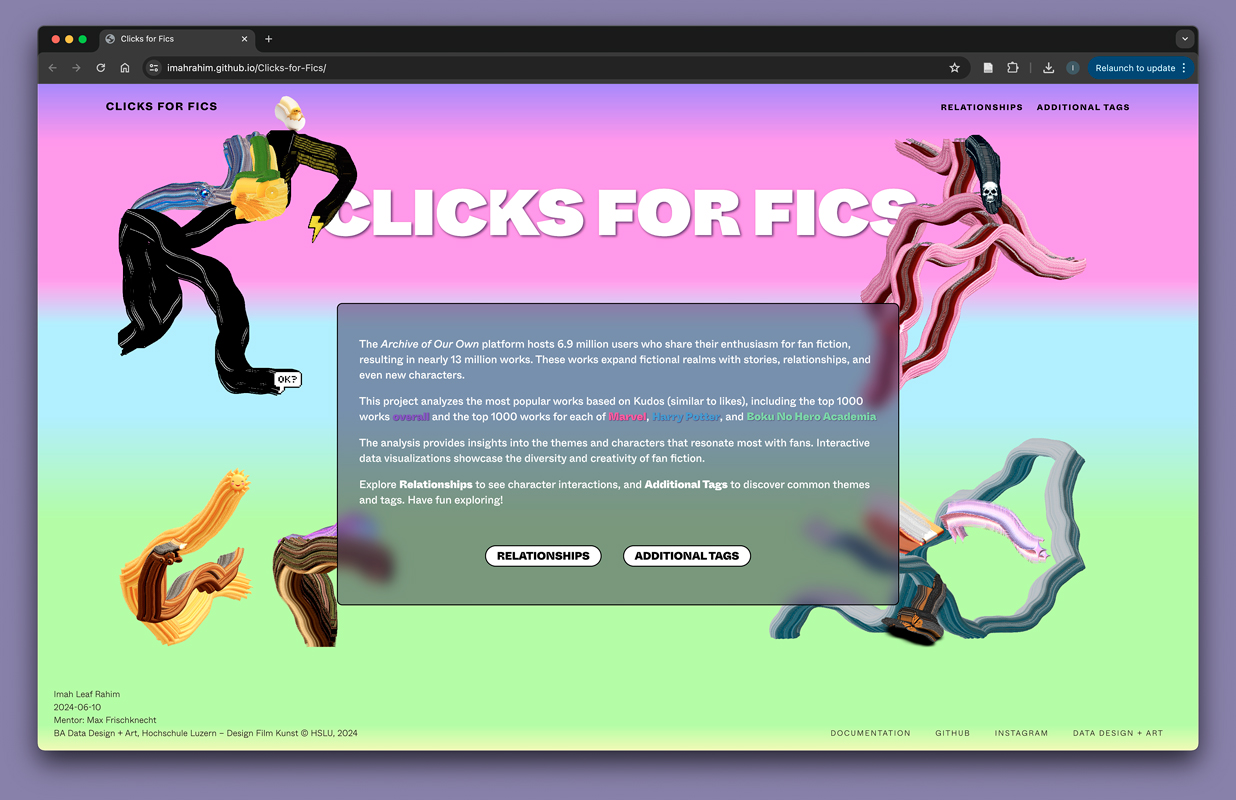 Clicks for Fics
imahrahim.github.io/Clicks-for-Fics/
I
Relaunch to update
CLICKS FOR FICS
RELATIONSHIPS
ADDITIONAL TAGS
CLICKS FOR FICS
OK?
The Archive of Our Own platform hosts 6.9 million users who share their enthusiasm for fan fiction,
resulting in nearly 13 million works. These works expand fictional realms with stories, relationships, and
even new characters.
This project analyzes the most popular works based on Kudos (similar to likes), including the top 1000
works overall and the top 1000 works for each of Marvel, Harry Potter, and Boku No Hero Academia
The analysis provides insights into the themes and characters that resonate most with fans. Interactive
data visualizations showcase the diversity and creativity of fan fiction.
Explore Relationships to see character interactions, and Additional Tags to discover common themes
and tags. Have fun exploring!
RELATIONSHIPS
ADDITIONAL TAGS
Imah Leaf Rahim
2024-06-10
Mentor: Max Frischknecht
BA Data Design + Art, Hochschule Luzern – Design Film Kunst © HSLU, 2024
DOCUMENTATION
GITHUB
INSTAGRAM
DATA DESIGN + ART